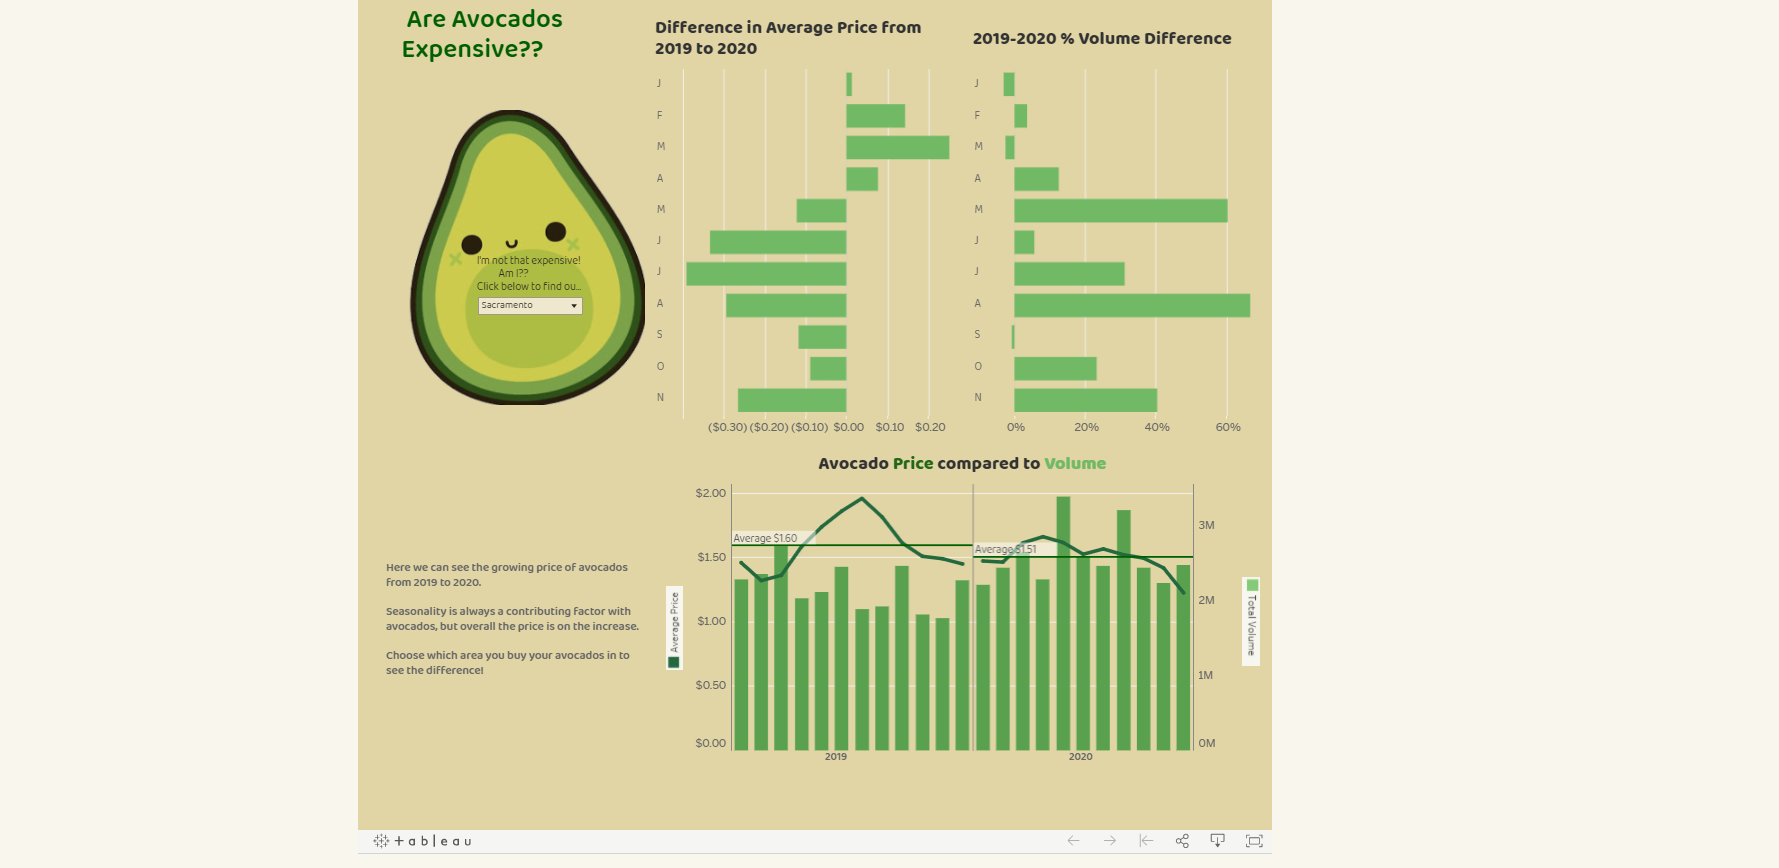 Are Avocados
Expensive??
Difference in Average Price from
2019 to 2020
J
F
M
A
M
J
J
A
S
O
N
($0.30) ($0.20) ($0.10) $0.00 $0.10 $0.20
2019-2020 % Volume Difference
J
F
M
A
M
J
J
A
S
O
N
0% 20% 40% 60%
I'm not that expensive!
Am I??
Click below to find ou..
Sacramento
Avocado Price compared to Volume
$2.00
$1.50
$1.00
$0.50
$0.00
Average $1.60
Average $1.51
3M
2M
1M
0M
2019 2020
Average Price
Total Volume
Here we can see the growing price of avocados
from 2019 to 2020.
Seasonality is always a contributing factor with
avocados, but overall the price is on the increase.
Choose which area you buy your avocados in to
see the difference!
+ableau